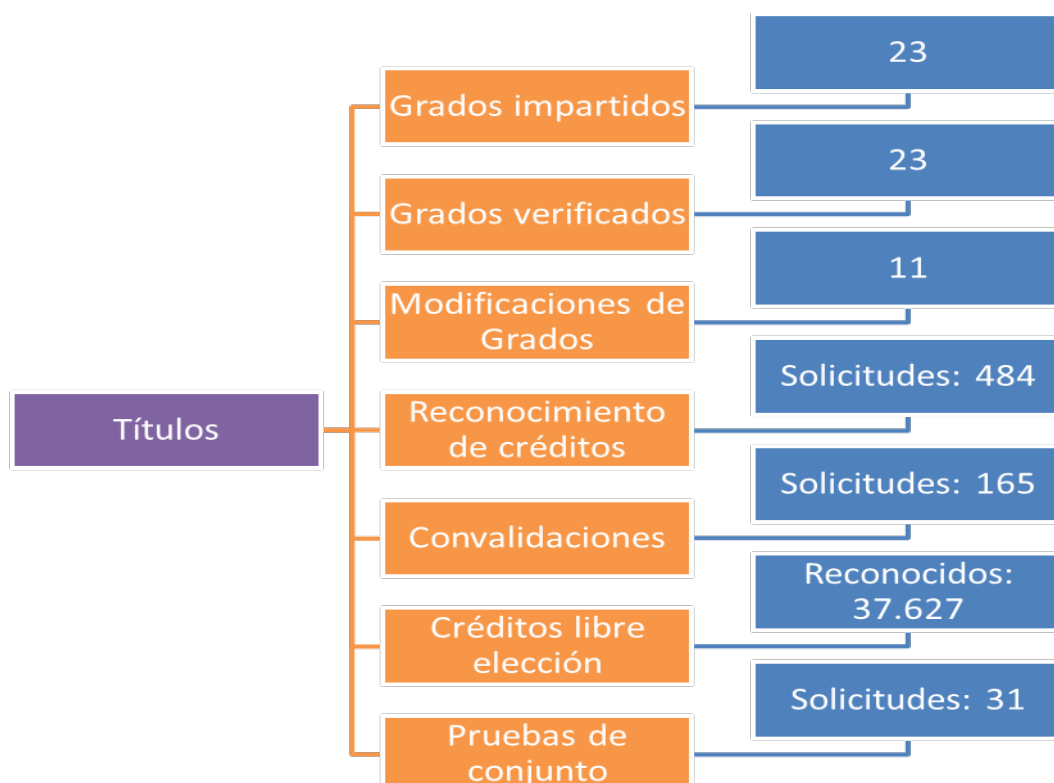 Títulos
Grados impartidos
23
Grados verificados
23
Modificaciones de
Grados
11
Reconocimiento
de créditos
Solicitudes: 484
Convalidaciones
Solicitudes: 165
Créditos libre
elección
Reconocidos:
37.627
Pruebas de
conjunto
Solicitudes: 31